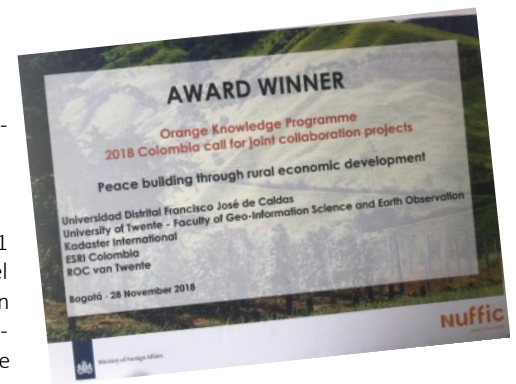 AWARD WINNER
Orange Knowledge Programme
2018 Colombia call for joint collaboration projects
Peace building through rural economic development
Universidad Distrital Francisco José de Caldas
University of Twente - Faculty of Geo-Information Science and Earth Observation
Kadaster International
ESRI Colombia
ROC van Twente
Bogotá - 28 November 2018
Nuffic
Ministry of Foreign Affairs